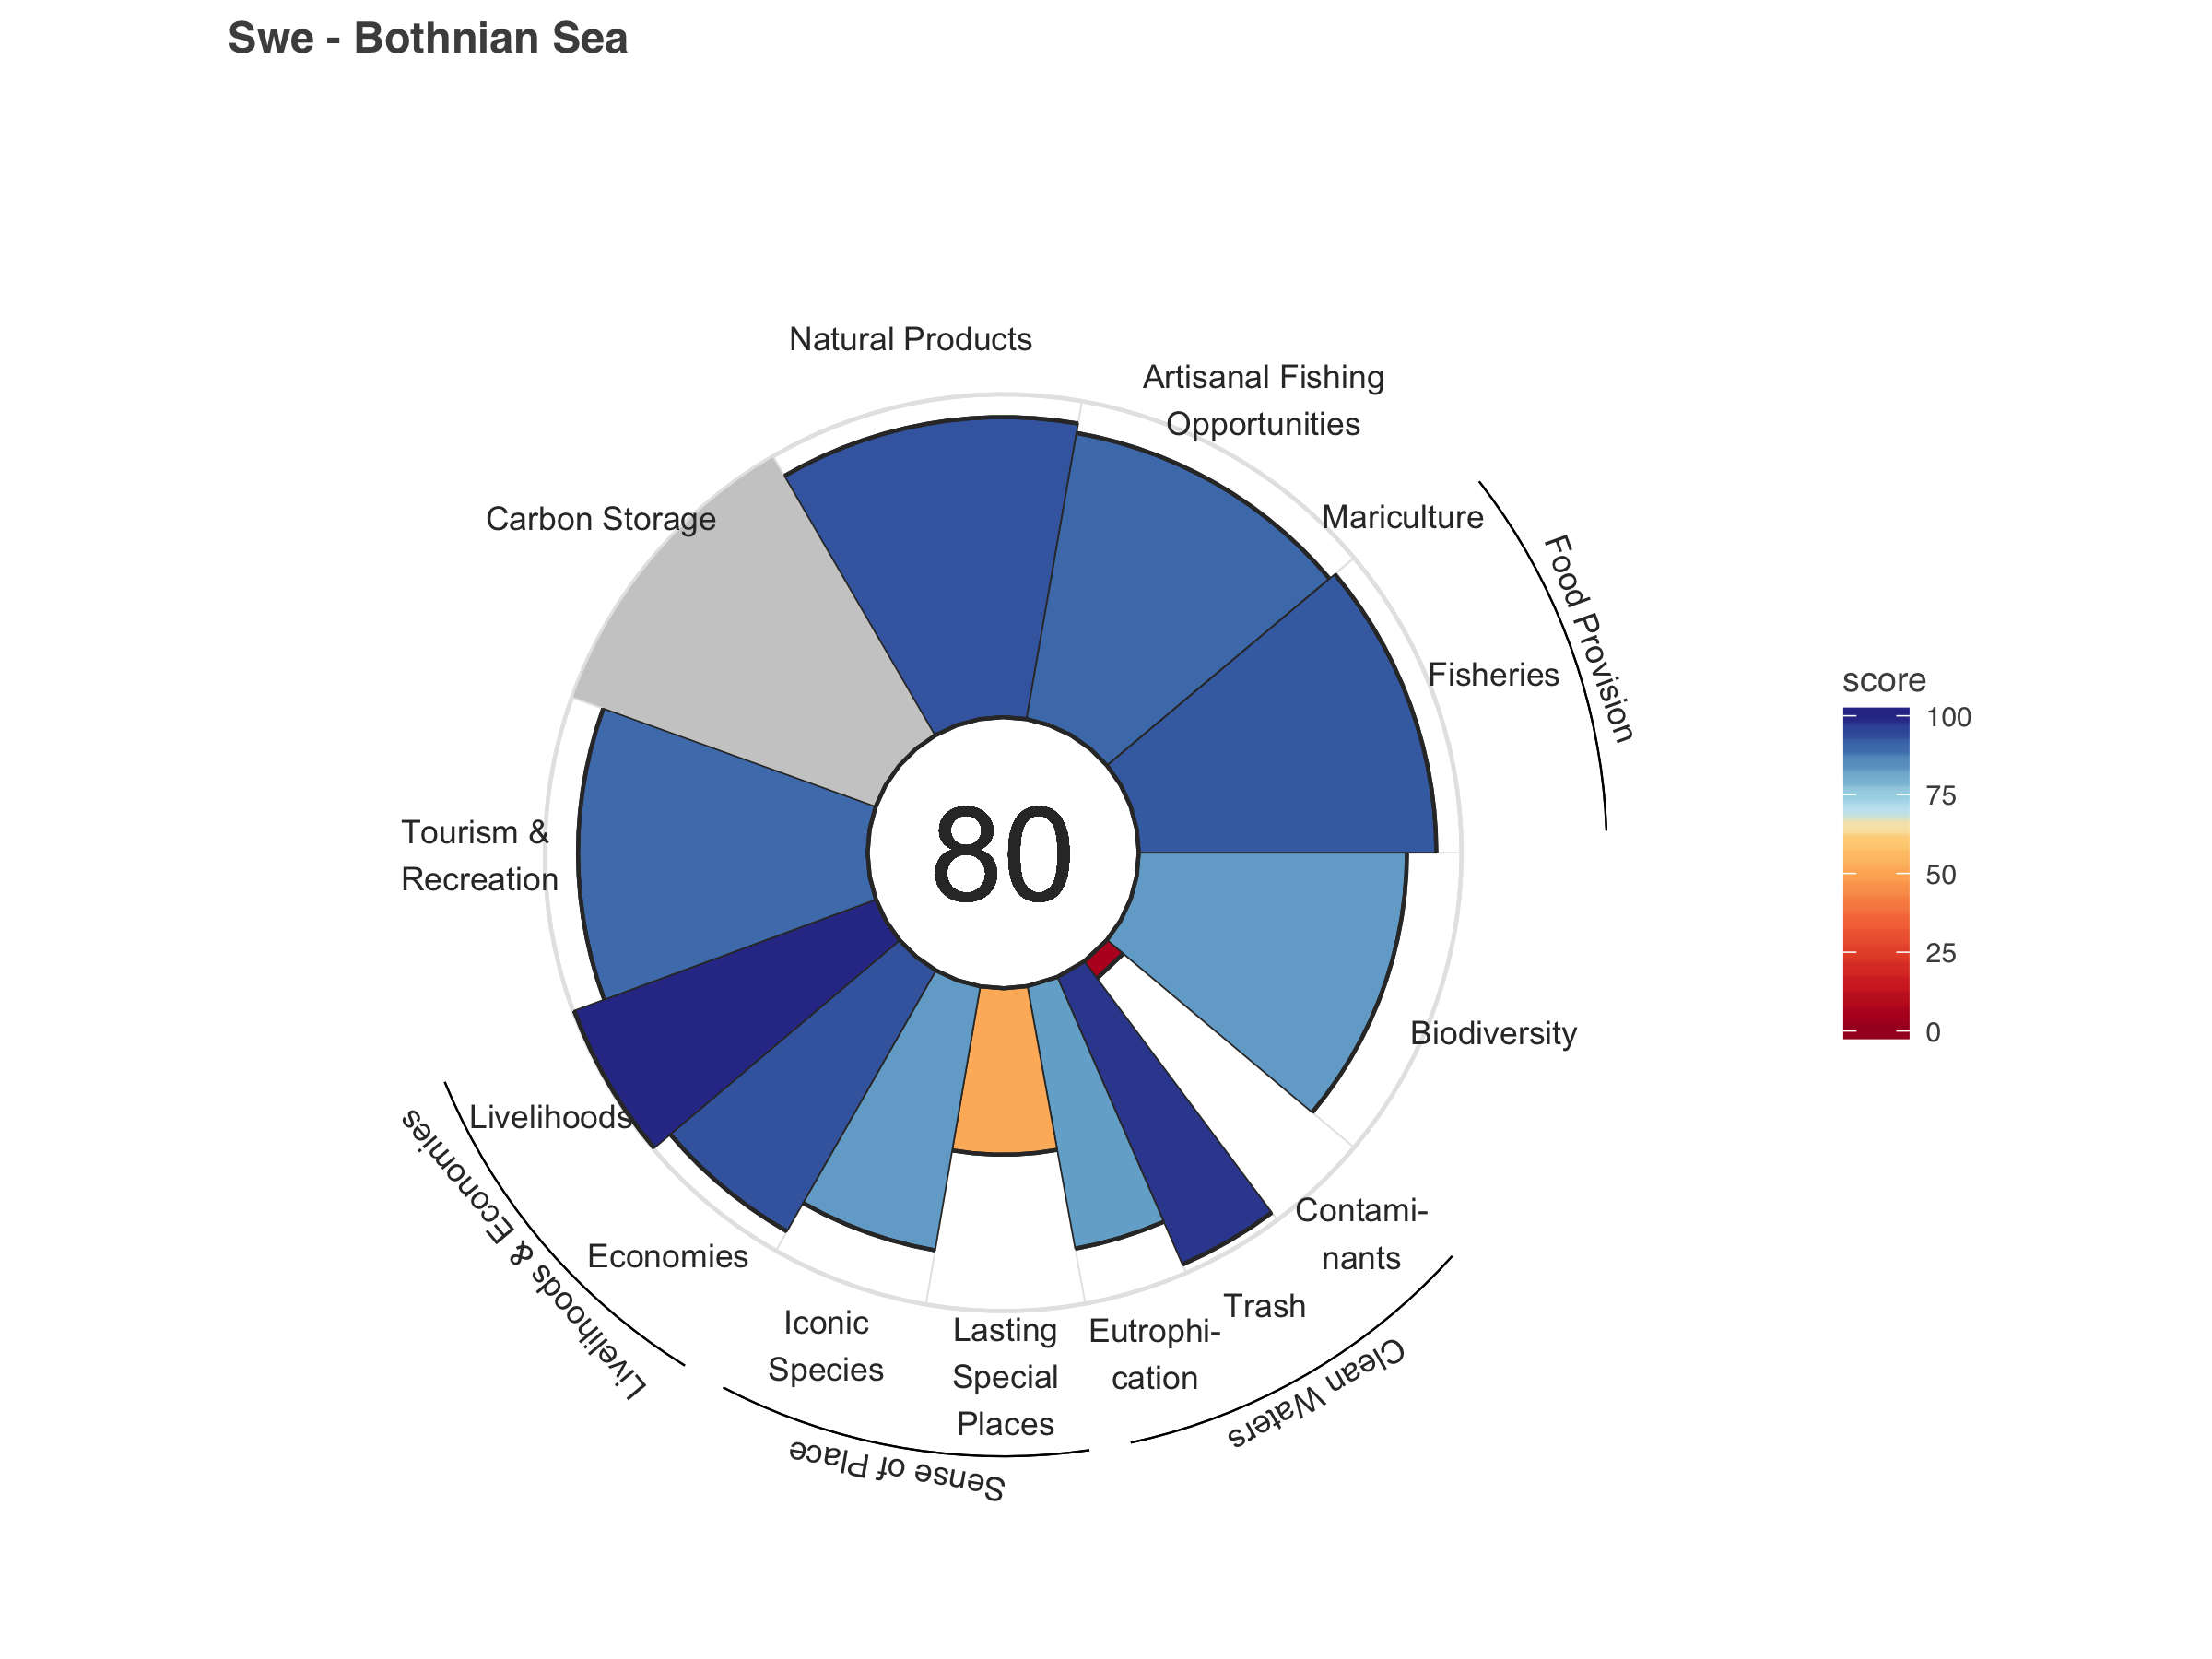 Swe - Bothnian Sea
Natural Products
Artisanal Fishing
Opportunities
Carbon Storage
Mariculture
Food Provision
Fisheries
score
100
75
50
25
0
80
Tourism &
Recreation
Biodiversity
Livelihoods
Livelihoods & Economies
Economies
Contami-
nants
Trash
Clean Waters
Iconic
Species
Lasting
Special
Places
Eutrophi-
cation
Sense of Place